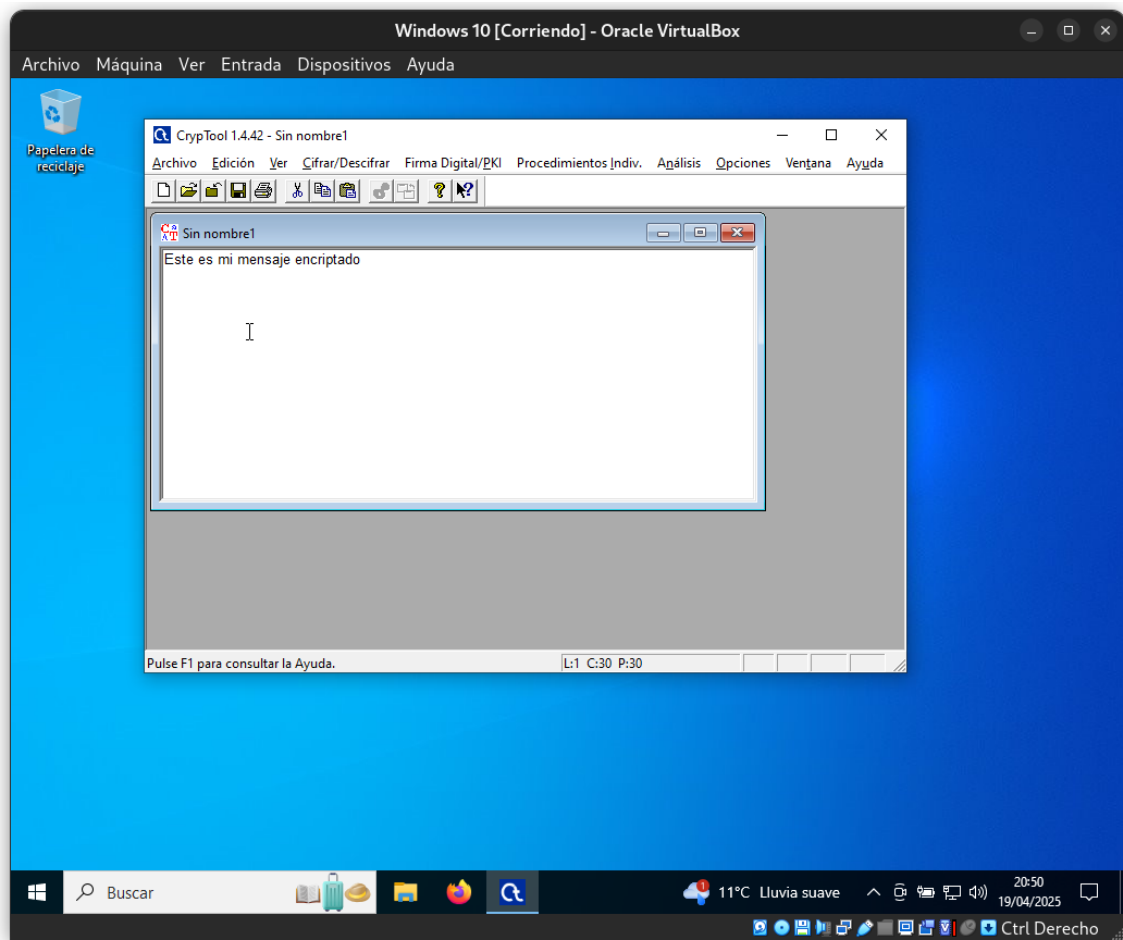 Windows 10 [Corriendo] - Oracle VirtualBox
Archivo Máquina Ver Entrada Dispositivos Ayuda
Papelera de
reciclaje
CrypTool 1.4.42 - Sin nombre1
Archivo Edición Ver Cifrar/Descifrar Firma Digital/PKI Procedimientos Indiv. Análisis Opciones Ventana Ayuda
Sin nombre1
Este es mi mensaje encriptado
Pulse F1 para consultar la Ayuda.
L:1 C:30 P:30
Buscar
1
11°C Lluvia suave
20:50
19/04/2025
Ctrl Derecho